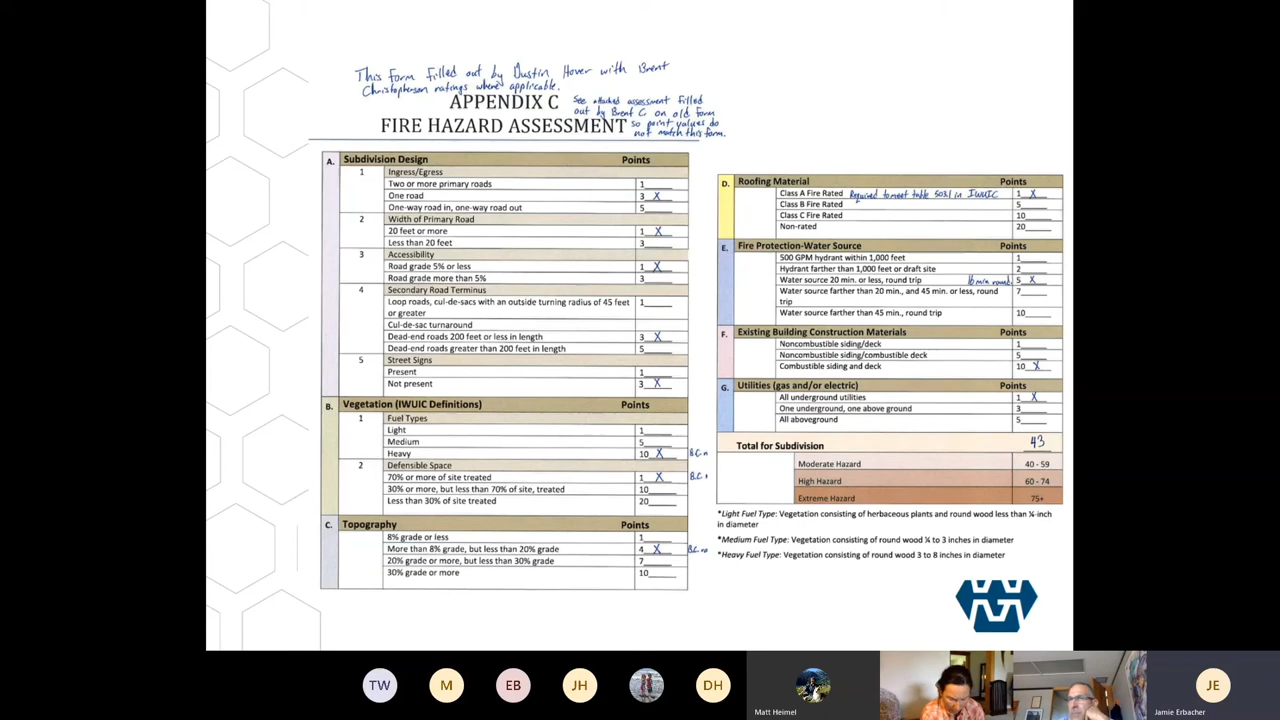 This form filled out by Dustin Hover with Brent
Christopherson ratings where applicable.
APPENDIX C
FIRE HAZARD ASSESSMENT
See attached assessment filled
out by Brent C on old form
so point values do
not match this form.
A. Subdivision Design Points
1 Ingress/Egress
Two or more primary roads 1
One road 3 X
One-way road in, one-way road out 5
2 Width of Primary Road
20 feet or more 1 X
Less than 20 feet 3
3 Accessibility
Road grade 5% or less 1 X
Road grade more than 5% 3
4 Secondary Road Terminus
Loop roads, cul-de-sacs with an outside turning radius of 45 feet 1
or greater
Cul-de-sac turnaround
Dead-end roads 200 feet or less in length 3 X
Dead-end roads greater than 200 feet in length 5
5 Street Signs
Present 1
Not present 3 X
B. Vegetation (IWUIC Definitions) Points
1 Fuel Types
Light 1
Medium 5
Heavy 10 X B.C.
2 Defensible Space
70% or more of site treated 1 X B.C.
30% or more, but less than 70% of site, treated 10
Less than 30% of site treated 20
C. Topography Points
8% grade or less 1
More than 8% grade, but less than 20% grade 4 X B.C.
20% grade or more, but less than 30% grade 7
30% grade or more 10
D. Roofing Material Points
Class A Fire Rated Required to meet table 503.1 in IWUIC 1 X
Class B Fire Rated 5
Class C Fire Rated 10
Non-rated 20
E. Fire Protection-Water Source Points
500 GPM hydrant within 1,000 feet 1
Hydrant farther than 1,000 feet or draft site 2
Water source 20 min. or less, round trip 16 min round. 5 X
Water source farther than 20 min., and 45 min. or less, round 7
trip
Water source farther than 45 min., round trip 10
F. Existing Building Construction Materials Points
Noncombustible siding/deck 1
Noncombustible siding/combustible deck 5
Combustible siding and deck 10 X
G. Utilities (gas and/or electric) Points
All underground utilities 1 X
One underground, one above ground 3
All aboveground 5
Total for Subdivision 43
Moderate Hazard 40 - 59
High Hazard 60 - 74
Extreme Hazard 75+
*Light Fuel Type: Vegetation consisting of herbaceous plants and round wood less than ¼-inch
in diameter
*Medium Fuel Type: Vegetation consisting of round wood ¼ to 3 inches in diameter
*Heavy Fuel Type: Vegetation consisting of round wood 3 to 8 inches in diameter
TW M EB JH DH JE
Matt Heimel
Jamie Erbacher